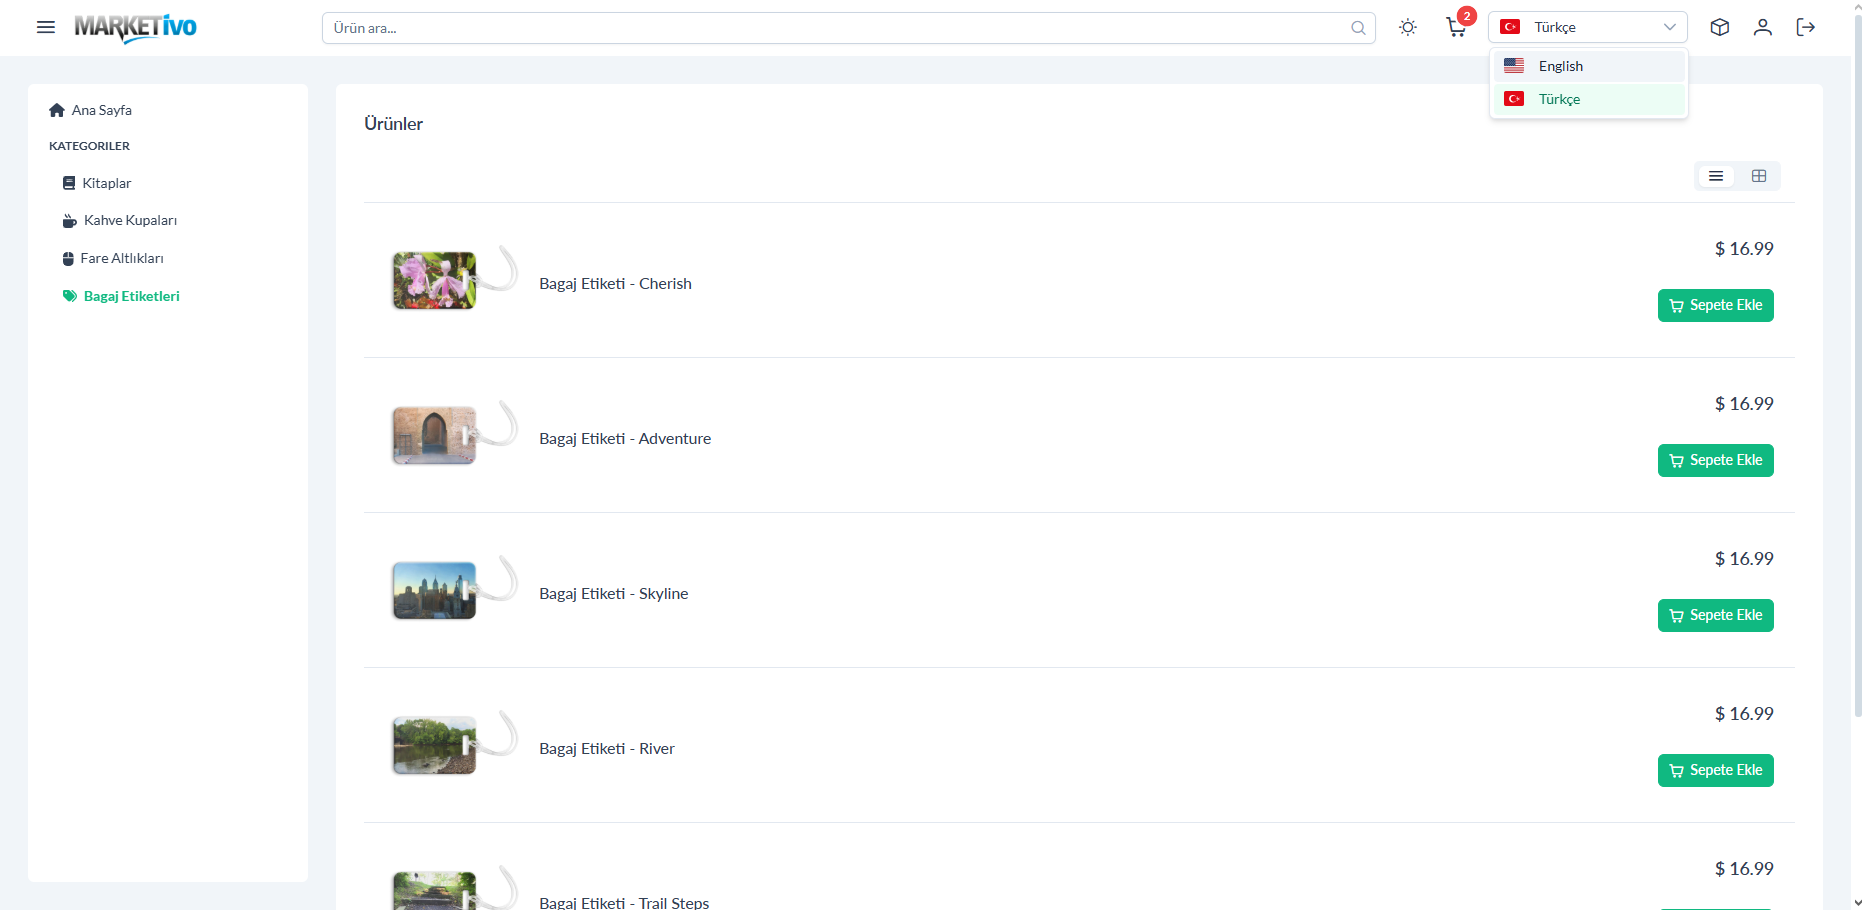 MARKETiVO
Ürün ara...
2
Türkçe
English
Türkçe
Ana Sayfa
KATEGORILER
Kitaplar
Kahve Kupaları
Fare Altlıkları
Bagaj Etiketleri
Ürünler
Bagaj Etiketi - Cherish
$ 16.99
Sepete Ekle
Bagaj Etiketi - Adventure
$ 16.99
Sepete Ekle
Bagaj Etiketi - Skyline
$ 16.99
Sepete Ekle
Bagaj Etiketi - River
$ 16.99
Sepete Ekle
Bagaj Etiketi - Trail Steps
$ 16.99